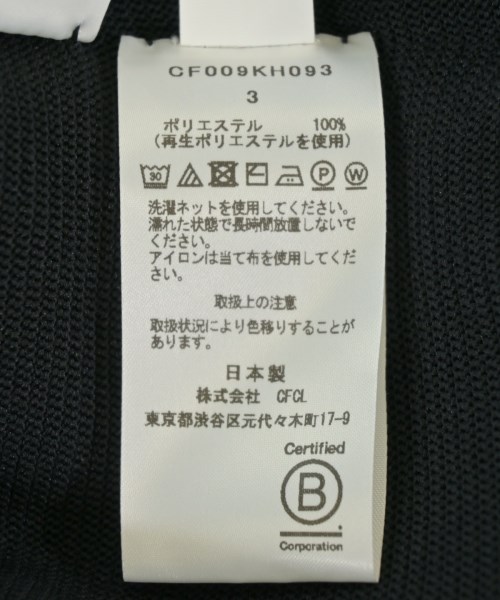 CF009KH093
3
ポリエステル 100%
(再生ポリエステルを使用)
30 P W
洗濯ネットを使用してください。
濡れた状態で長時間放置しないで
ください。
アイロンは当て布を使用してくだ
さい。
取扱上の注意
取扱状況により色移りすることが
あります。
日本製
株式会社 CFCL
東京都渋谷区元代々木町17-9
Certified
B
Corporation